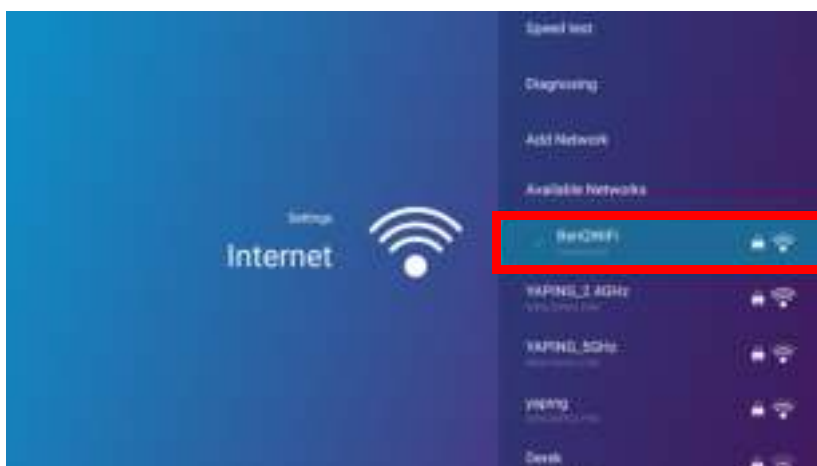 Speed test
Diagnosing
Add Network
Available Networks
Settings
Internet
BenQWiFi
YAPING_2.4GHz
YAPING_5GHz
yaping
Derek